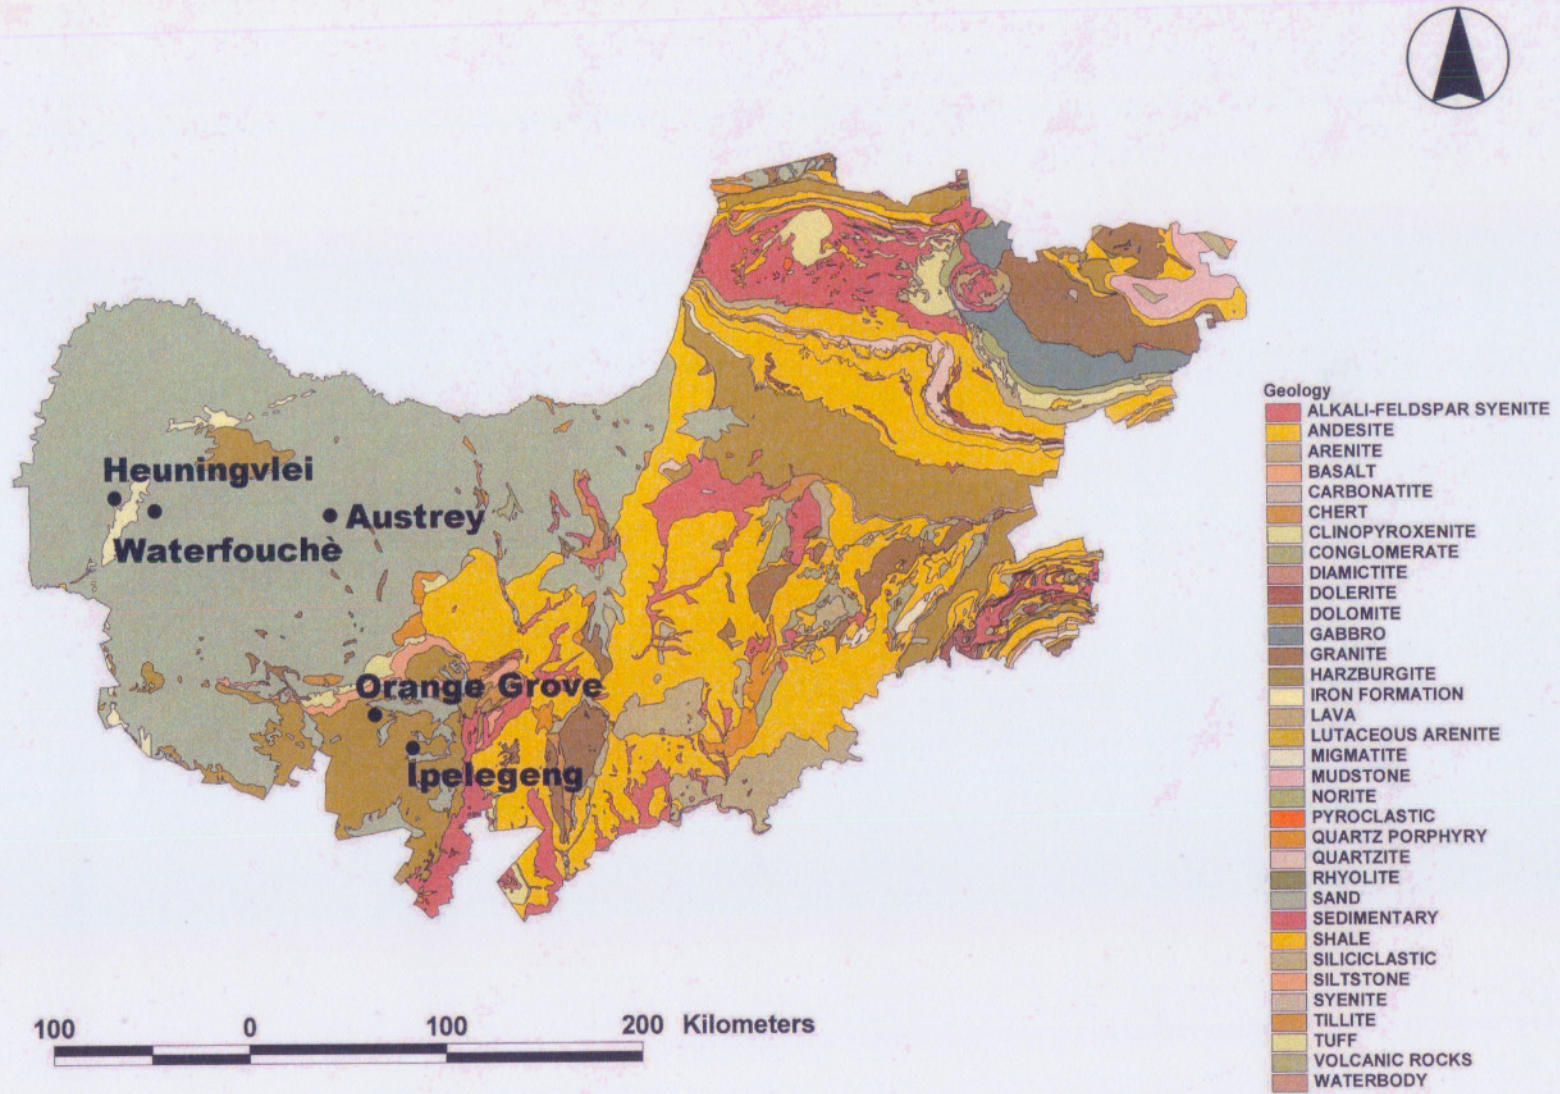 Heuningvlei
Austrey
Waterfouchè
Orange Grove
Ipelegeng
100 0 100 200 Kilometers
Geology
ALKALI-FELDSPAR SYENITE
ANDESITE
ARENITE
BASALT
CARBONATITE
CHERT
CLINOPYROXENITE
CONGLOMERATE
DIAMICTITE
DOLERITE
DOLOMITE
GABBRO
GRANITE
HARZBURGITE
IRON FORMATION
LAVA
LUTACEOUS ARENITE
MIGMATITE
MUDSTONE
NORITE
PYROCLASTIC
QUARTZ PORPHYRY
QUARTZITE
RHYOLITE
SAND
SEDIMENTARY
SHALE
SILICICLASTIC
SILTSTONE
SYENITE
TILLITE
TUFF
VOLCANIC ROCKS
WATERBODY